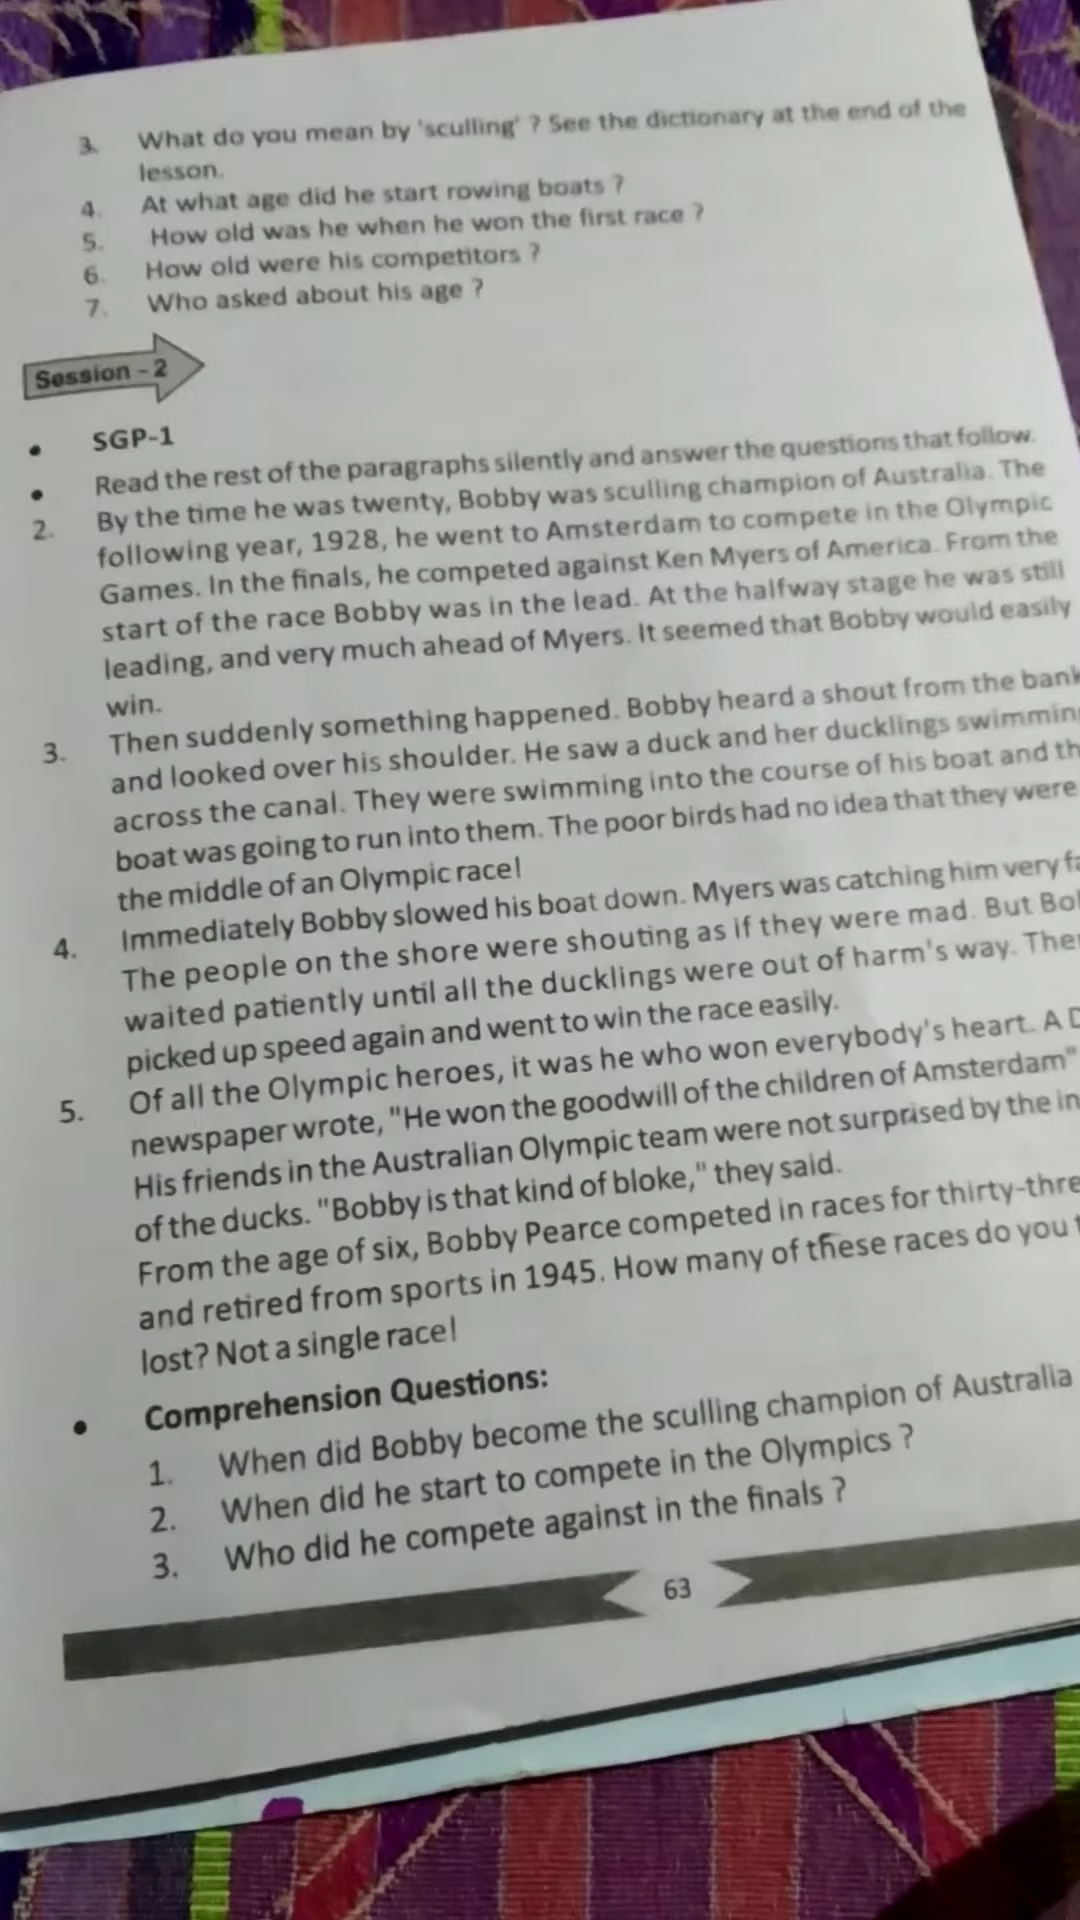 3. What do you mean by 'sculling' ? See the dictionary at the end of the
lesson.
4. At what age did he start rowing boats ?
5. How old was he when he won the first race ?
6. How old were his competitors ?
7. Who asked about his age ?
Session - 2
• SGP-1
• Read the rest of the paragraphs silently and answer the questions that follow.
2. By the time he was twenty, Bobby was sculling champion of Australia. The
following year, 1928, he went to Amsterdam to compete in the Olympic
Games. In the finals, he competed against Ken Myers of America. From the
start of the race Bobby was in the lead. At the halfway stage he was still
leading, and very much ahead of Myers. It seemed that Bobby would easily
win.
3. Then suddenly something happened. Bobby heard a shout from the bank
and looked over his shoulder. He saw a duck and her ducklings swimming
across the canal. They were swimming into the course of his boat and
boat was going to run into them. The poor birds had no idea that they were
the middle of an Olympic race!
4. Immediately Bobby slowed his boat down. Myers was catching him very
The people on the shore were shouting as if they were mad. But
waited patiently until all the ducklings were out of harm's way.
picked up speed again and went to win the race easily.
5. Of all the Olympic heroes, it was he who won everybody's heart. A
newspaper wrote, "He won the goodwill of the children of Amsterdam"
His friends in the Australian Olympic team were not surprised by the
of the ducks. "Bobby is that kind of bloke," they said.
From the age of six, Bobby Pearce competed in races for
and retired from sports in 1945. How many of these races do you
lost? Not a single race!
• Comprehension Questions:
1. When did Bobby become the sculling champion of Australia
2. When did he start to compete in the Olympics ?
3. Who did he compete against in the finals ?
63